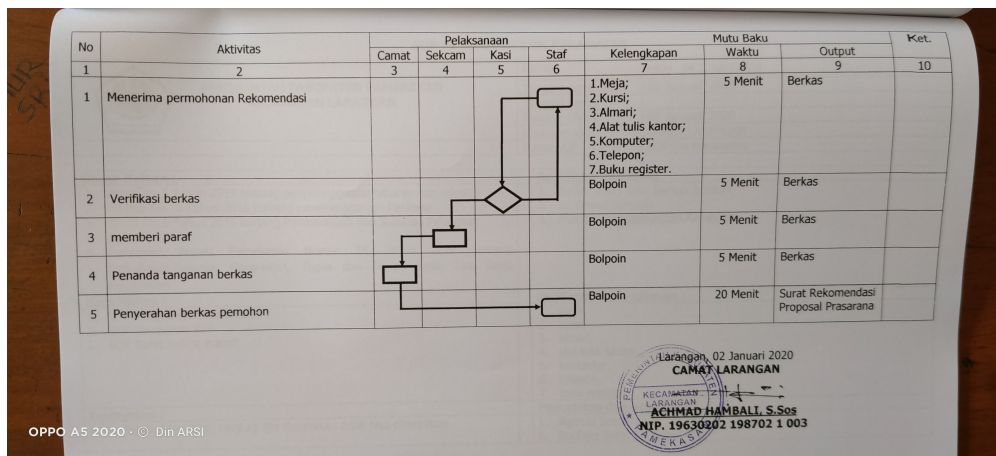 No Aktivitas Pelaksanaan Mutu Baku Ket.
Camat Sekcam Kasi Staf Kelengkapan Waktu Output
1 2 3 4 5 6 7 8 9 10
1 Menerima permohonan Rekomendasi 1.Meja; 5 Menit Berkas
2.Kursi;
3.Almari;
4.Alat tulis kantor;
5.Komputer;
6.Telepon;
7.Buku register.
2 Verifikasi berkas Bolpoin 5 Menit Berkas
3 memberi paraf Bolpoin 5 Menit Berkas
4 Penanda tanganan berkas Bolpoin 5 Menit Berkas
5 Penyerahan berkas pemohon Balpoin 20 Menit Surat Rekomendasi
Proposal Prasarana
Larangan, 02 Januari 2020
CAMAT LARANGAN
KECAMATAN
LARANGAN
ACHMAD HAMBALI, S.Sos
NIP. 19630202 198702 1 003
PAMEKASAN
OPPO A5 2020 · © Din ARSI